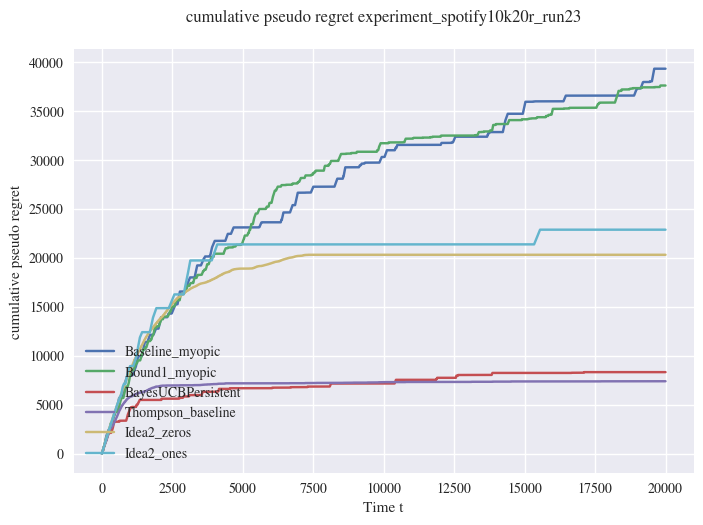 cumulative pseudo regret experiment_spotify10k20r_run23
cumulative pseudo regret
40000
35000
30000
25000
20000
15000
10000
5000
0
Baseline_myopic
Bound1_myopic
BayesUCBPersistent
Thompson_baseline
Idea2_zeros
Idea2_ones
0 2500 5000 7500 10000 12500 15000 17500 20000
Time t